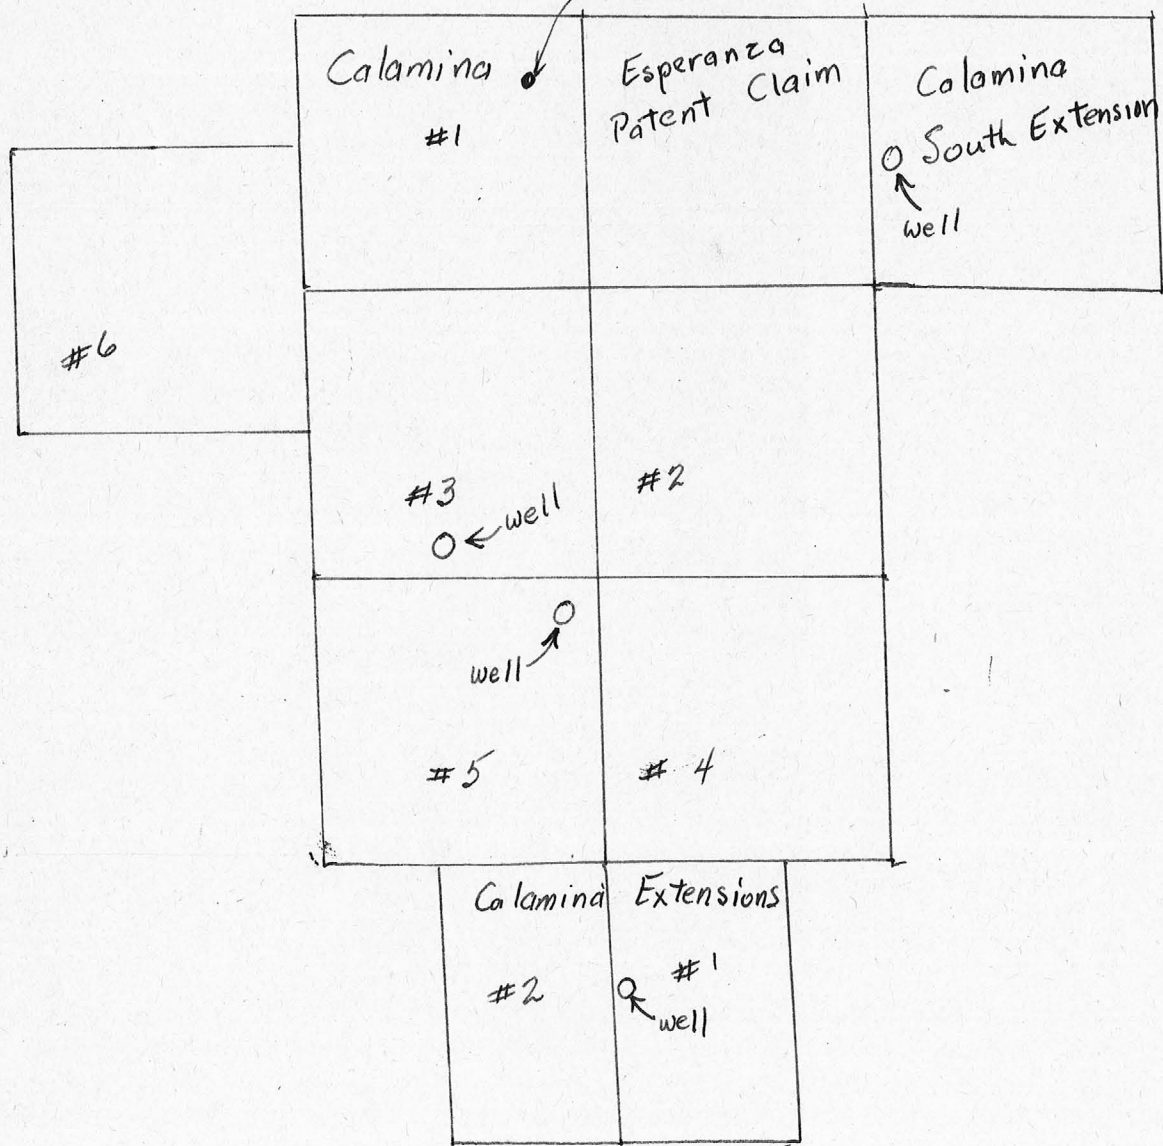 Calamina
#1
Esperanza
Patent Claim
Calamina
South Extension
well
#6
#3
well
#2
well
#5
# 4
Calamina Extensions
#2
#1
well